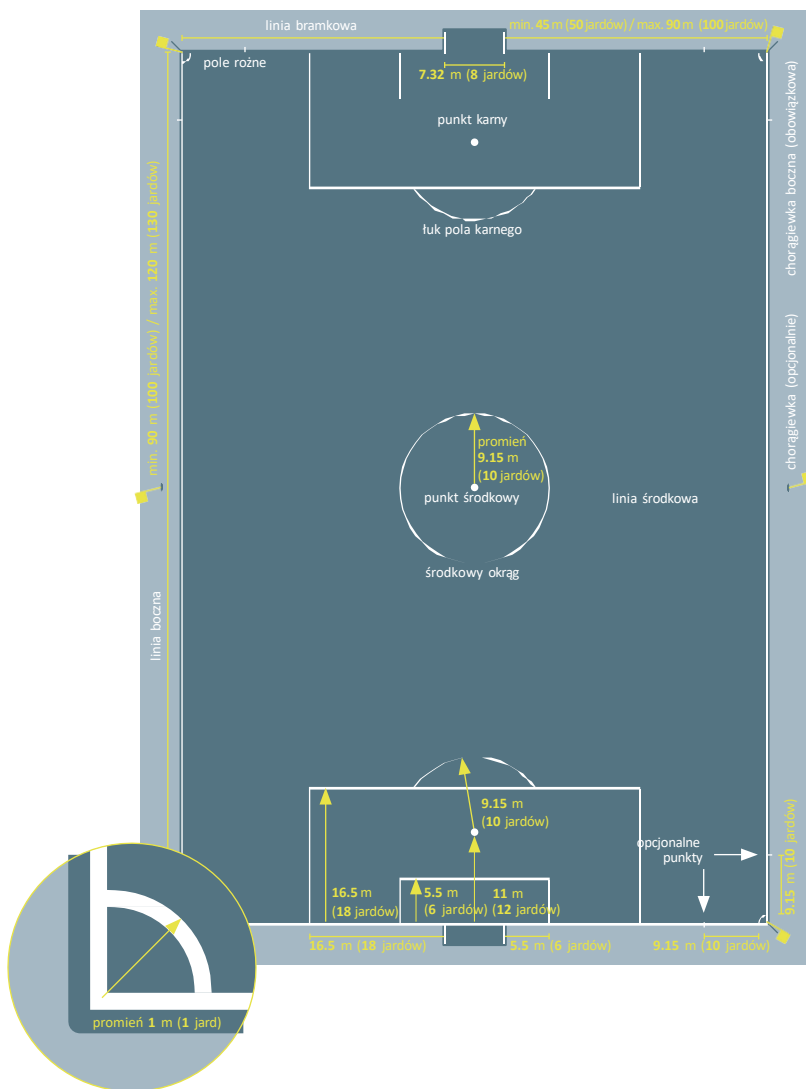 linia bramkowa
min. 45 m (50 jardów) / max. 90 m (100 jardów)
pole rożne
7.32 m (8 jardów)
punkt karny
łuk pola karnego
chorągiewka boczna (obowiązkowa)
min. 90 m (100 jardów) / max. 120 m (130 jardów)
chorągiewka (opcjonalnie)
promień
9.15 m
(10 jardów)
punkt środkowy
linia środkowa
środkowy okrąg
linia boczna
9.15 m
(10 jardów)
opcjonalne
punkty
9.15 m (10 jardów)
16.5 m
(18 jardów)
5.5 m
(6 jardów)
11 m
(12 jardów)
16.5 m (18 jardów)
5.5 m (6 jardów)
9.15 m (10 jardów)
promień 1 m (1 jard)